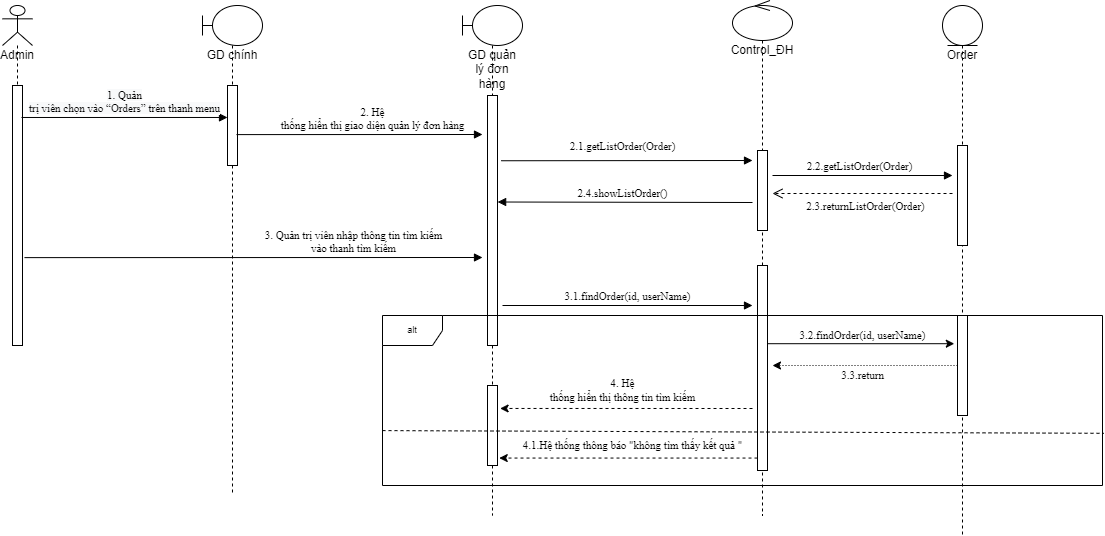 Admin
GD chính
GD quản
lý đơn
hàng
Control_ĐH
Order
1. Quản
trị viên chọn vào “Orders” trên thanh menu
2. Hệ
thống hiển thị giao diện quản lý đơn hàng
2.1.getListOrder(Order)
2.2.getListOrder(Order)
2.4.showListOrder()
2.3.returnListOrder(Order)
3. Quản trị viên nhập thông tin tìm kiếm
vào thanh tìm kiếm
3.1.findOrder(id, userName)
alt
3.2.findOrder(id, userName)
3.3.return
4. Hệ
thống hiển thị thông tin tìm kiếm
4.1.Hệ thống thông báo "không tìm thấy kết quả "